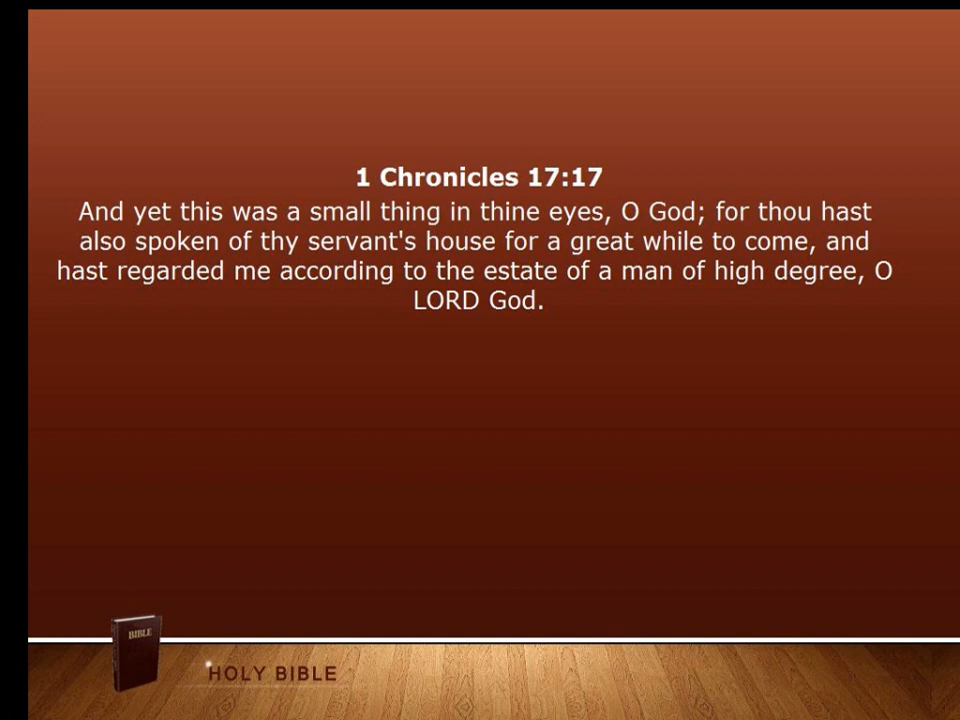 1 Chronicles 17:17
And yet this was a small thing in thine eyes, O God; for thou hast
also spoken of thy servant's house for a great while to come, and
hast regarded me according to the estate of a man of high degree, O
LORD God.
BIBLE
HOLY BIBLE